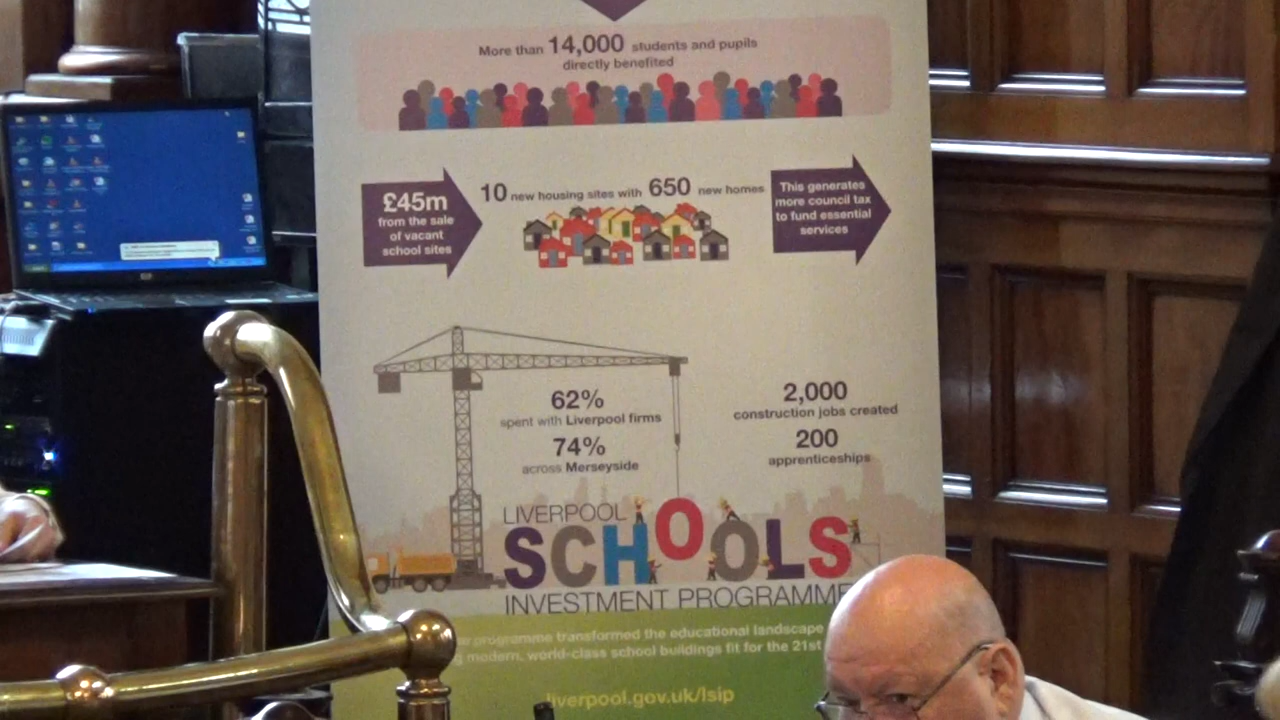 More than 14,000 students and pupils
directly benefited
£45m
from the sale
of vacant
school sites
10 new housing sites with 650 new homes
This generates
more council tax
to fund essential
services
62%
spent with Liverpool firms
74%
across Merseyside
2,000
construction jobs created
200
apprenticeships
LIVERPOOL
SCHOOLS
INVESTMENT PROGRAMME
programme transformed the educational landscape
modern, world-class school buildings fit for the 21st
liverpool.gov.uk/lsip
hp